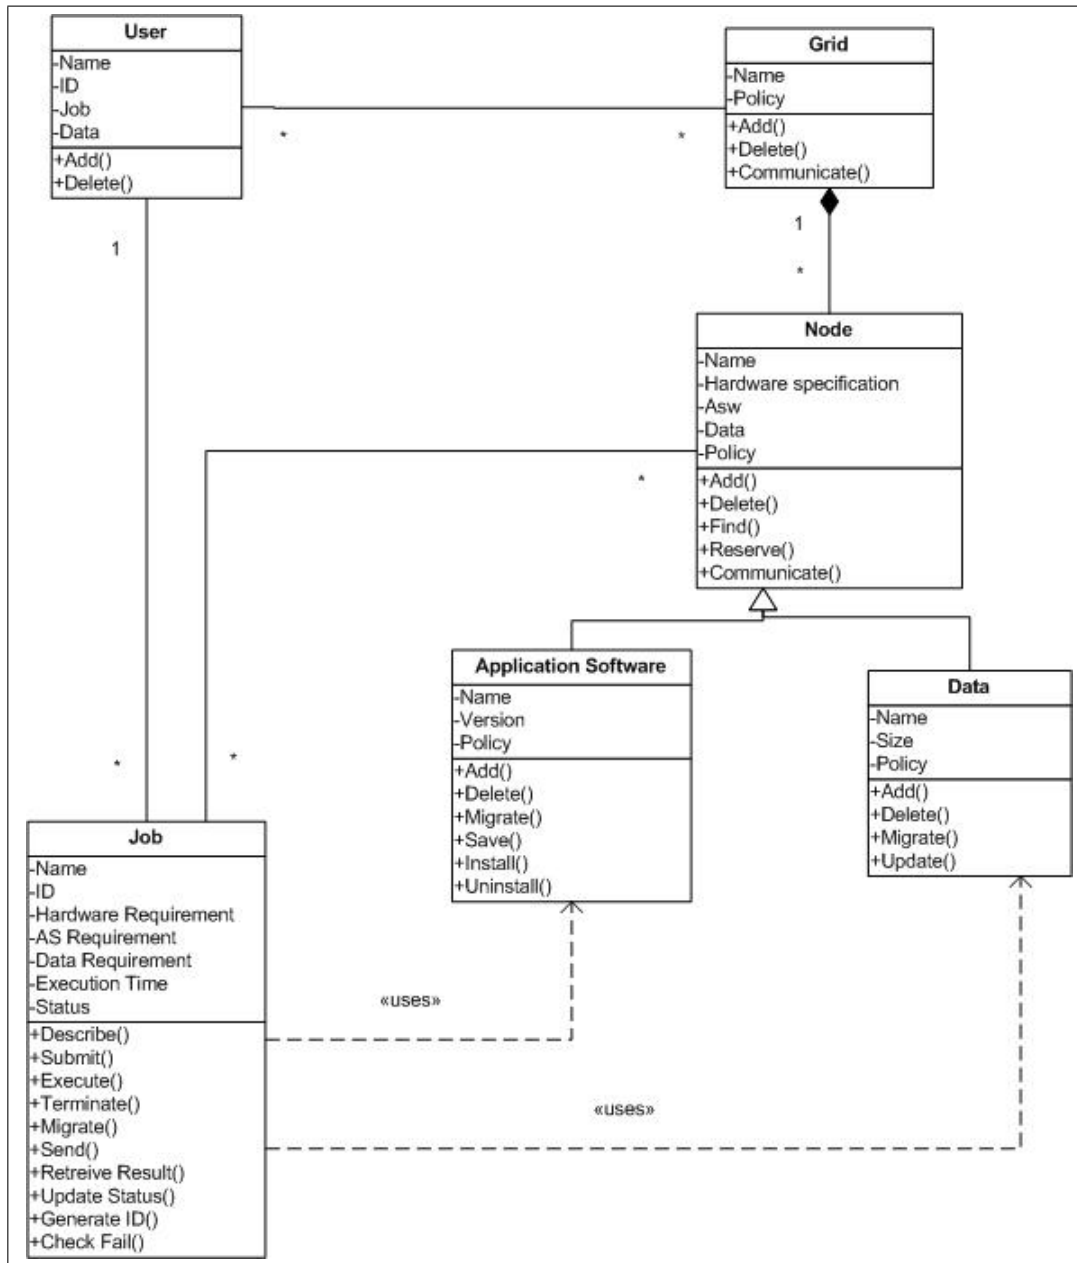 User
-Name
-ID
-Job
-Data
+Add()
+Delete()
Grid
-Name
-Policy
+Add()
+Delete()
+Communicate()
*
*
1
1
*
Node
-Name
-Hardware specification
-Asw
-Data
-Policy
+Add()
+Delete()
+Find()
+Reserve()
+Communicate()
*
Application Software
-Name
-Version
-Policy
+Add()
+Delete()
+Migrate()
+Save()
+Install()
+Uninstall()
Data
-Name
-Size
-Policy
+Add()
+Delete()
+Migrate()
+Update()
*
*
Job
-Name
-ID
-Hardware Requirement
-AS Requirement
-Data Requirement
-Execution Time
-Status
+Describe()
+Submit()
+Execute()
+Terminate()
+Migrate()
+Send()
+Retreive Result()
+Update Status()
+Generate ID()
+Check Fail()
«uses»
«uses»